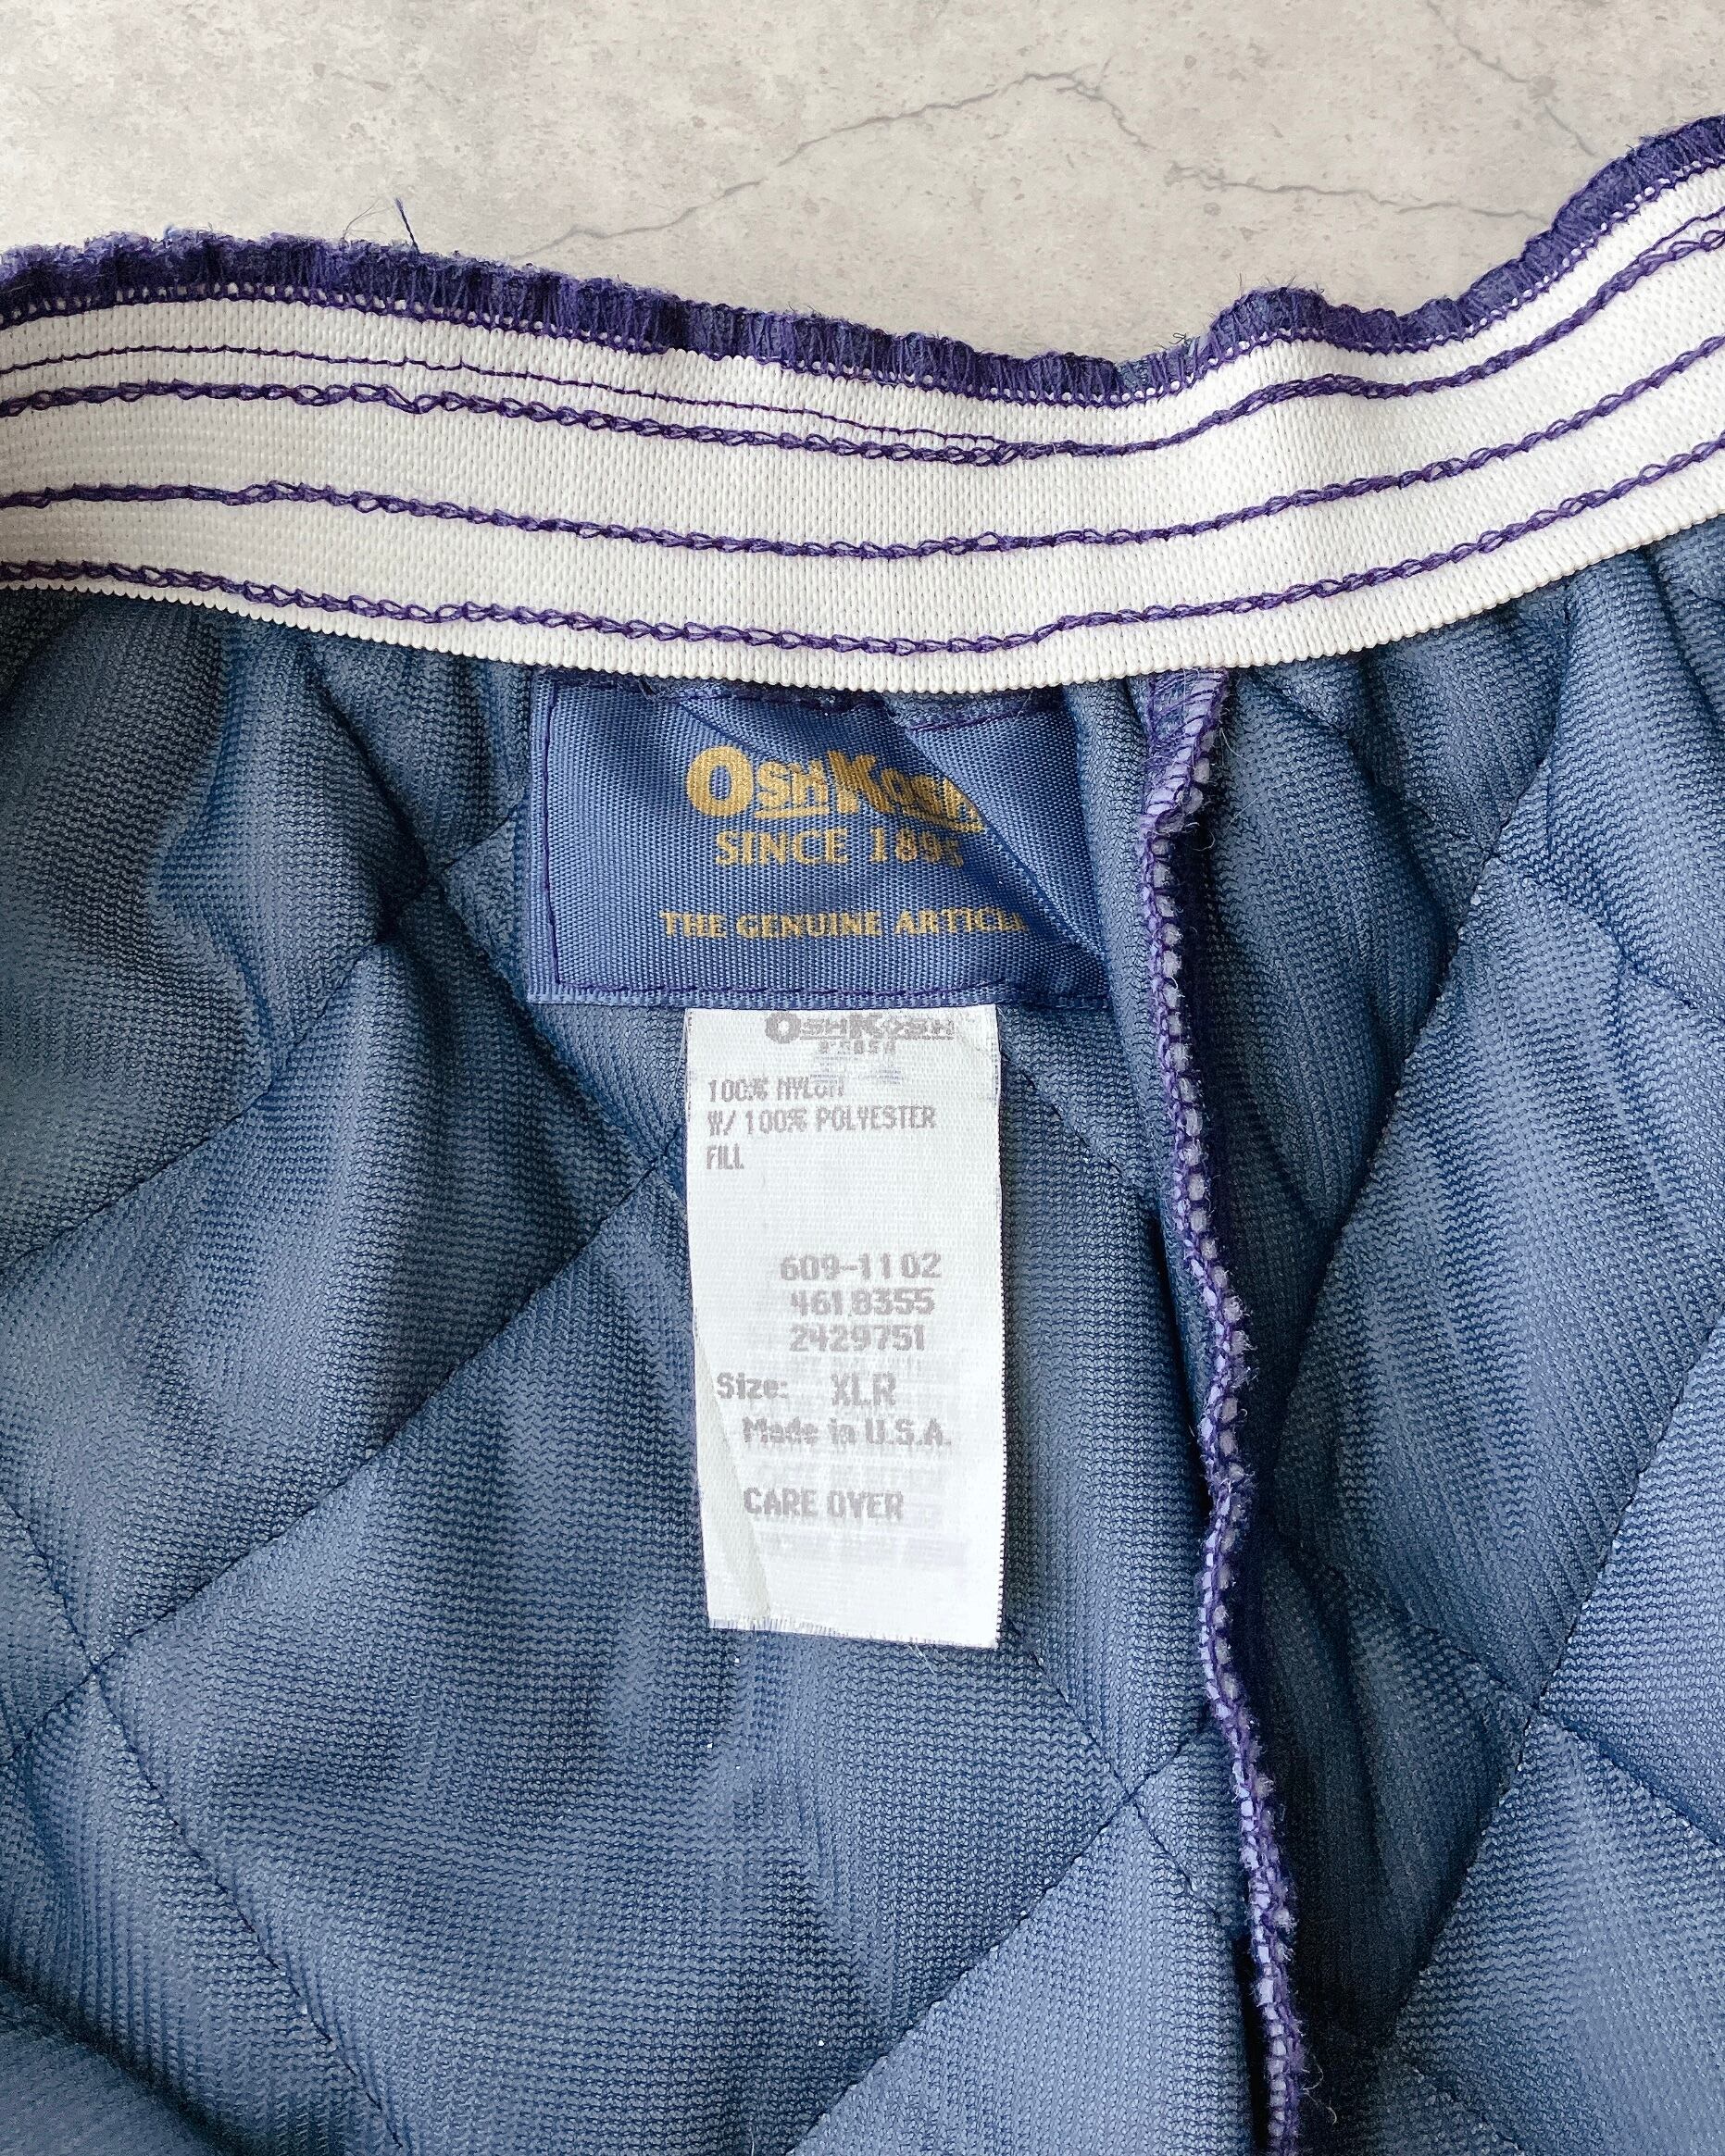 OSHKOSH
SINCE 1895
THE GENUINE ARTICLE
OSHKOSH
B'GOSH
100% NYLON
W/ 100% POLYESTER
FILL
609-1102
4618355
2429751
Size: XLR
Made in U.S.A.
CARE OVER